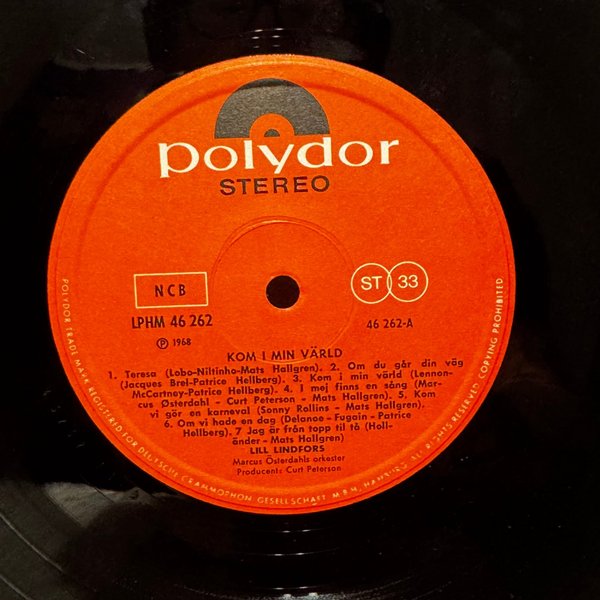 polydor
STEREO
NCB
ST 33
LPHM 46 262
46 262-A
Ⓟ 1968
KOM I MIN VÄRLD
1. Teresa (Lobo-Niltinho-Mats Hallgren). 2. Om du går din väg
(Jacques Brel-Patrice Hellberg). 3. Kom i min värld (Lennon-
McCartney-Patrice Hellberg). 4. I mej finns en sång (Mar-
cus Österdahl - Curt Peterson - Mats Hallgren). 5. Kom
vi gör en karneval (Sonny Rollins - Mats Hallgren).
6. Om vi hade en dag (Delanoe - Fugain - Patrice
Hellberg). 7 Jag är från topp till tå (Holl-
änder - Mats Hallgren)
LILL LINDFORS
Marcus Österdahls orkester
Producent: Curt Peterson
POLYDOR TRADE MARK REGISTERED FOR DEUTSCHE GRAMMOPHON GESELLSCHAFT M.B.H., HAMBURG. ALL RIGHTS RESERVED. COPYING PROHIBITED